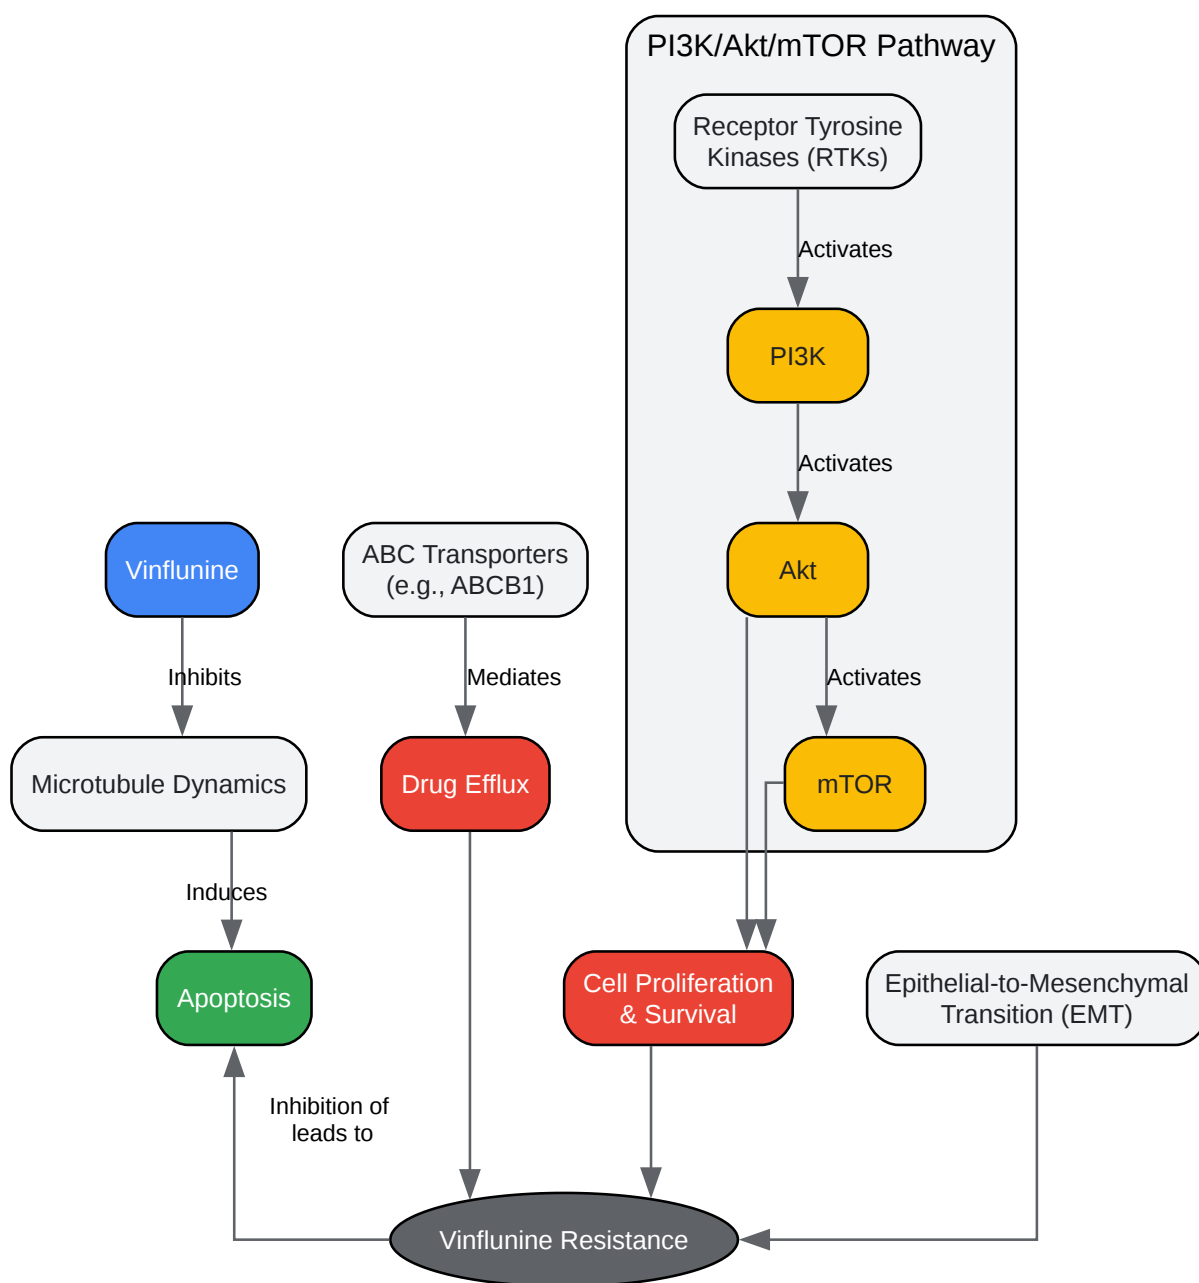 PI3K/Akt/mTOR Pathway
Receptor Tyrosine
Kinases (RTKs)
Activates
PI3K
Activates
Vinflunine
ABC Transporters
(e.g., ABCB1)
Akt
Inhibits
Mediates
Activates
Microtubule Dynamics
Drug Efflux
mTOR
Induces
Apoptosis
Cell Proliferation
& Survival
Epithelial-to-Mesenchymal
Transition (EMT)
Inhibition of
leads to
Vinflunine Resistance